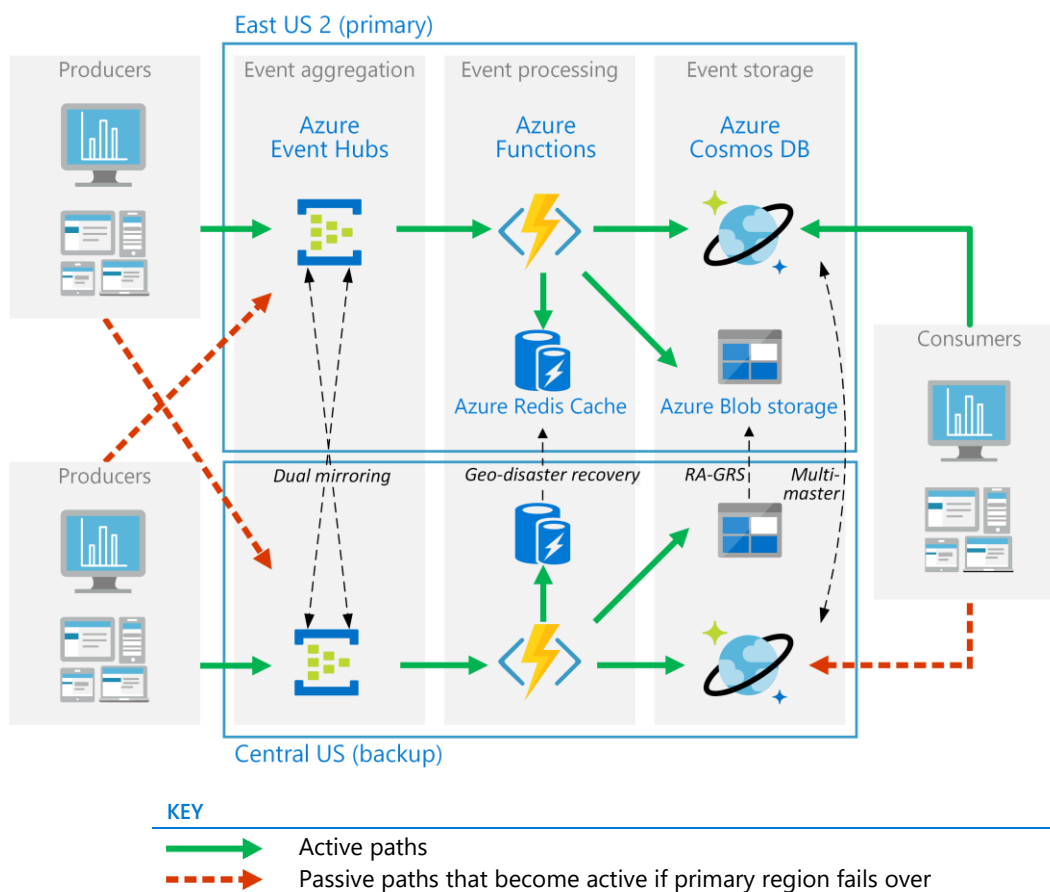 East US 2 (primary)
Producers
Event aggregation
Event processing
Event storage
Azure
Event Hubs
Azure
Functions
Azure
Cosmos DB
Consumers
Azure Redis Cache
Azure Blob storage
Producers
Dual mirroring
Geo-disaster recovery
RA-GRS
Multi-
master
Central US (backup)
KEY
Active paths
Passive paths that become active if primary region fails over